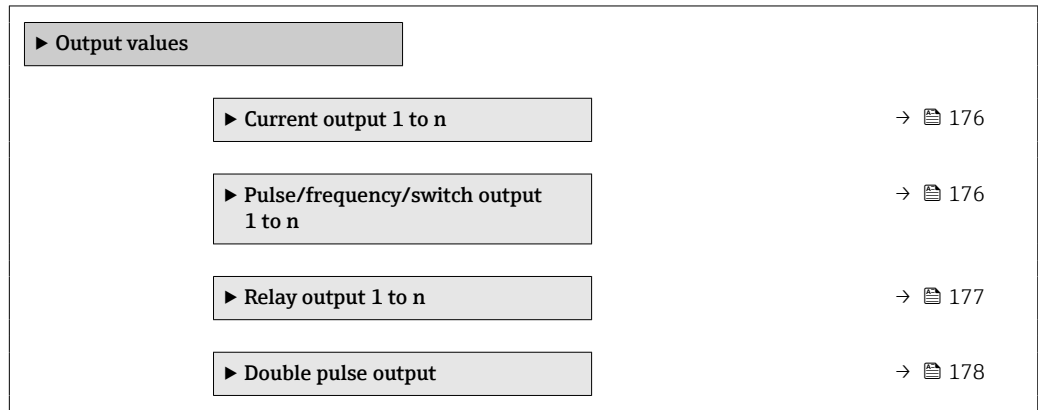 ► Output values
► Current output 1 to n → 176
► Pulse/frequency/switch output → 176
1 to n
► Relay output 1 to n → 177
► Double pulse output → 178